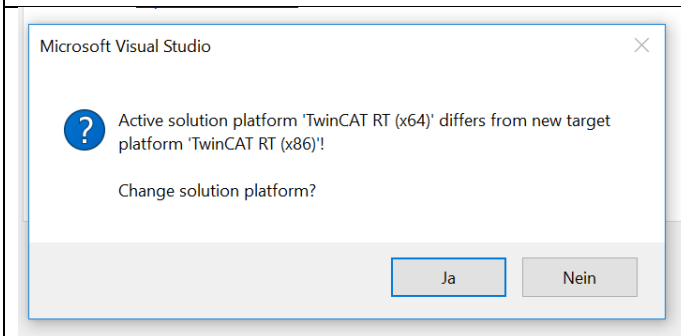 Microsoft Visual Studio
?
Active solution platform 'TwinCAT RT (x64)' differs from new target
platform 'TwinCAT RT (x86)'!
Change solution platform?
Ja Nein